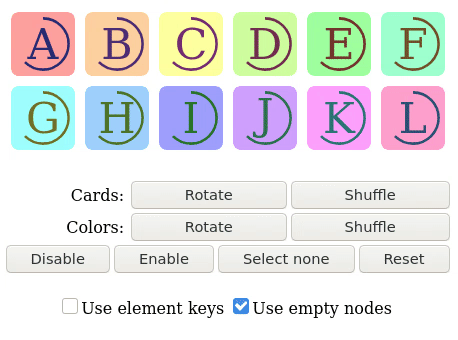 A B C D E F
G H I J K L
Cards: Rotate Shuffle
Colors: Rotate Shuffle
Disable Enable Select none Reset
Use element keys Use empty nodes